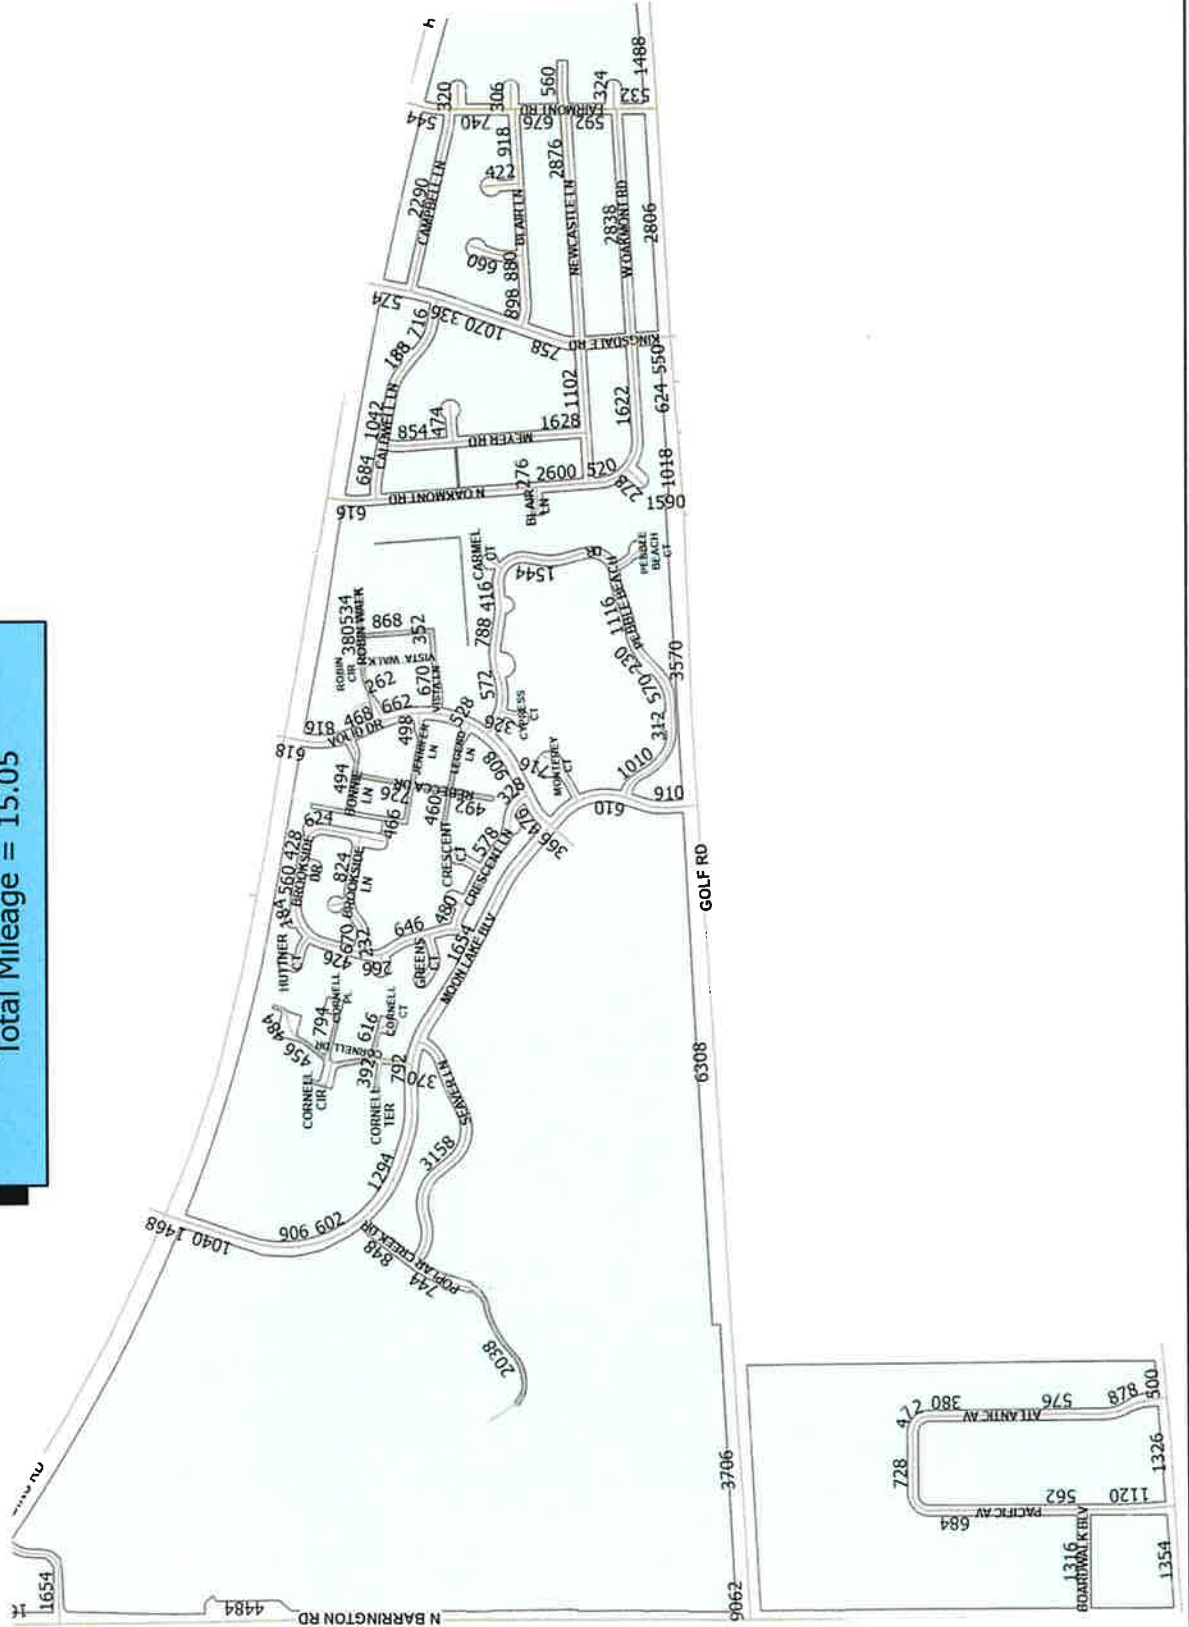 Total Mileage = 15.05
1488
532
324
560
306
320
FAIRMONT RD
544
740
676
592
918
422
2876
2290
CAMPBELL LN
BLAIR LN
NEWCASTLE LN
2838
W OAKMONT RD
2806
660
880
898
574
336
1070
758
KINGSDALE RD
716
188
1042
CALDWELL LN
684
854
474
MEYER RD
1628
1102
1622
550
624
1018
616
N OAKMONT RD
276
2600
520
278
1590
BLAIR
LN
CARMEL
CT
1544
DR
PEBBLE
BEACH
CT
534
380
ROBIN WALK
ROBIN
CIR
868
352
VISTA WALK
262
670
VISTA LN
416
788
572
1116
PEBBLE BEACH
230
570
312
3570
816
618
468
VOLID DR
662
498
528
326
CYPRESS
CT
JENNIFER
LN
LEGEND
LN
908
716
MONTEREY
CT
1010
494
BONNIE
LN
726
REBECCA DR
492
460
466
328
476
366
610
916
624
428
560
BROOKSIDE
DR
824
BROOKSIDE
LN
CRESCENT
CT
578
CRESCENT LN
480
646
HUTTNER
CT
426
670
232
266
GREENS
CT
1654
MOON LAKE BLV
GOLF RD
484
456
794
CORNELL
PL
616
CORNELL
CT
CORNELL DR
CORNELL
CIR
392
CORNELL
TER
792
370
SEAVER LN
6308
3158
1294
602
906
1040
1468
848
POPLAR CREEK DR
744
2038
3706
9062
1654
4484
N BARRINGTON RD
472
380
ATLANTIC AV
576
878
500
728
684
PACIFIC AV
562
1120
1326
1316
BOARDWALK BLV
1354